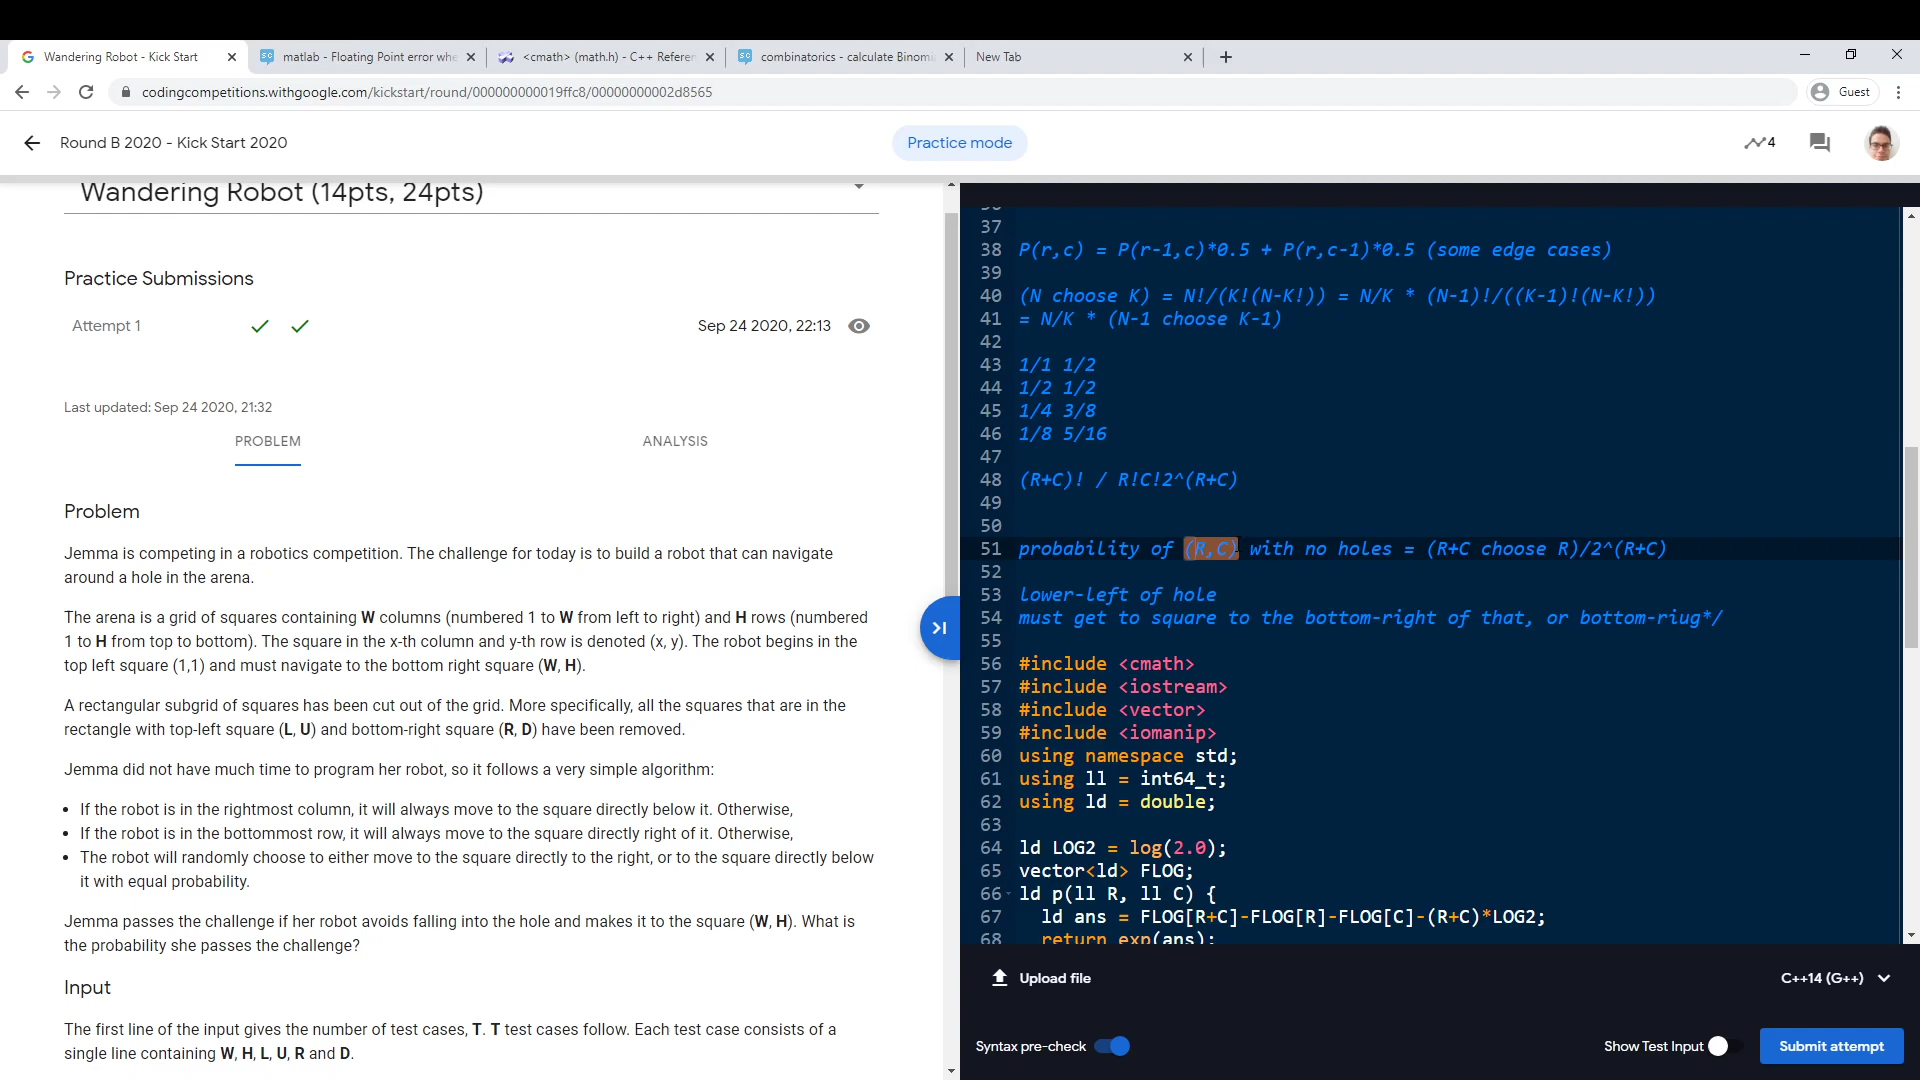 Wandering Robot - Kick Start
matlab - Floating Point error whe
<cmath> (math.h) - C++ Referen
combinatorics - calculate Binomi
New Tab
codingcompetitions.withgoogle.com/kickstart/round/000000000019ffc8/00000000002d8565
Guest
Round B 2020 - Kick Start 2020
Practice mode
4
Wandering Robot (14pts, 24pts)
Practice Submissions
Attempt 1
Sep 24 2020, 22:13
Last updated: Sep 24 2020, 21:32
PROBLEM
ANALYSIS
Problem
Jemma is competing in a robotics competition. The challenge for today is to build a robot that can navigate
around a hole in the arena.
The arena is a grid of squares containing W columns (numbered 1 to W from left to right) and H rows (numbered
1 to H from top to bottom). The square in the x-th column and y-th row is denoted (x, y). The robot begins in the
top left square (1,1) and must navigate to the bottom right square (W, H).
A rectangular subgrid of squares has been cut out of the grid. More specifically, all the squares that are in the
rectangle with top-left square (L, U) and bottom-right square (R, D) have been removed.
Jemma did not have much time to program her robot, so it follows a very simple algorithm:
• If the robot is in the rightmost column, it will always move to the square directly below it. Otherwise,
• If the robot is in the bottommost row, it will always move to the square directly right of it. Otherwise,
• The robot will randomly choose to either move to the square directly to the right, or to the square directly below
it with equal probability.
Jemma passes the challenge if her robot avoids falling into the hole and makes it to the square (W, H). What is
the probability she passes the challenge?
Input
The first line of the input gives the number of test cases, T. T test cases follow. Each test case consists of a
single line containing W, H, L, U, R and D.
36
37
38 P(r,c) = P(r-1,c)*0.5 + P(r,c-1)*0.5 (some edge cases)
39
40 (N choose K) = N!/(K!(N-K!)) = N/K * (N-1)!/((K-1)!(N-K!))
41 = N/K * (N-1 choose K-1)
42
43 1/1 1/2
44 1/2 1/2
45 1/4 3/8
46 1/8 5/16
47
48 (R+C)! / R!C!2^(R+C)
49
50
51 probability of (R,C) with no holes = (R+C choose R)/2^(R+C)
52
53 lower-left of hole
54 must get to square to the bottom-right of that, or bottom-riug*/
55
56 #include <cmath>
57 #include <iostream>
58 #include <vector>
59 #include <iomanip>
60 using namespace std;
61 using ll = int64_t;
62 using ld = double;
63
64 ld LOG2 = log(2.0);
65 vector<ld> FLOG;
66 ld p(ll R, ll C) {
67 ld ans = FLOG[R+C]-FLOG[R]-FLOG[C]-(R+C)*LOG2;
68 return exp(ans);
Upload file
C++14 (G++)
Syntax pre-check
Show Test Input
Submit attempt